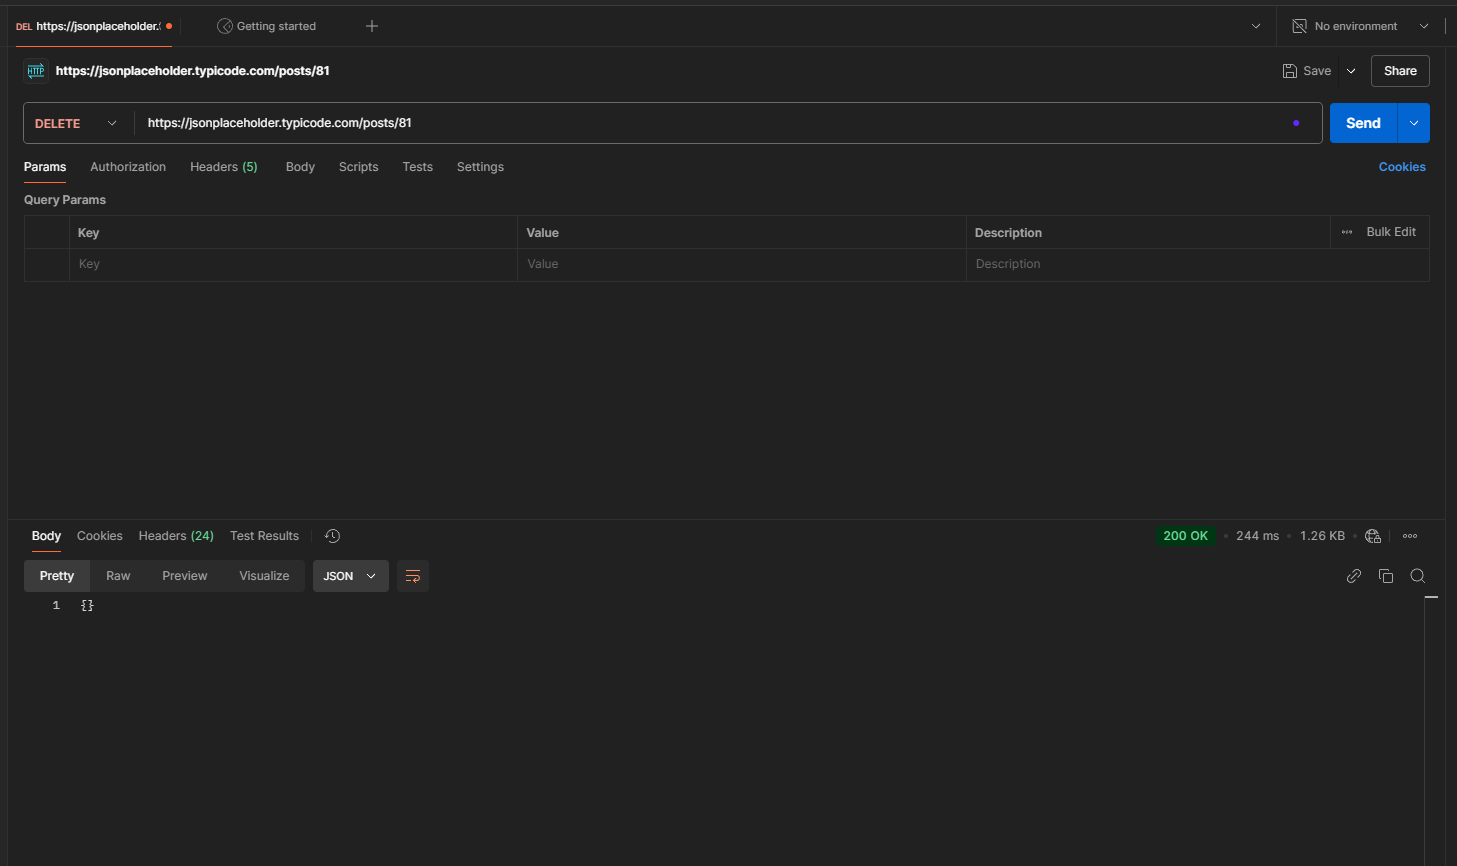 DEL https://jsonplaceholder. Getting started No environment
HTTP https://jsonplaceholder.typicode.com/posts/81 Save Share
DELETE https://jsonplaceholder.typicode.com/posts/81 Send
Params Authorization Headers (5) Body Scripts Tests Settings Cookies
Query Params
Key Value Description Bulk Edit
Key Value Description
Body Cookies Headers (24) Test Results 200 OK 244 ms 1.26 KB
Pretty Raw Preview Visualize JSON
1 {}